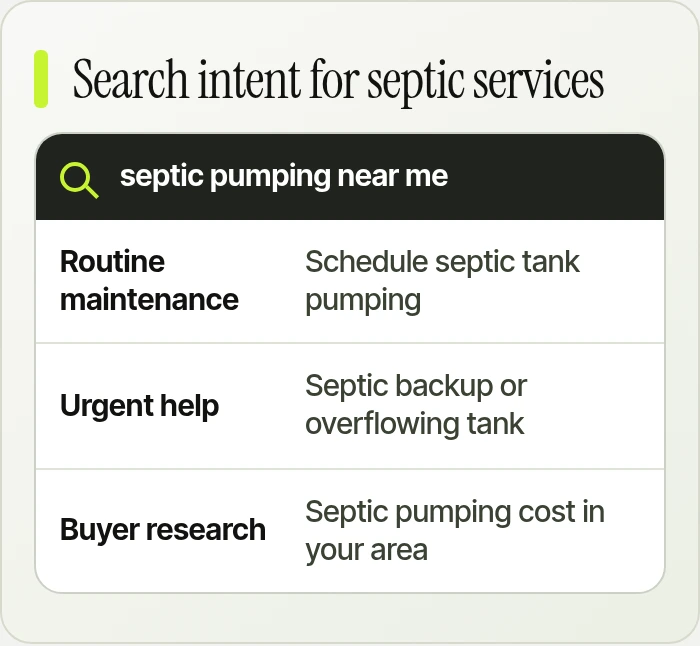 Search intent for septic services
septic pumping near me
Routine
maintenance
Schedule septic tank
pumping
Urgent help
Septic backup or
overflowing tank
Buyer research
Septic pumping cost in
your area